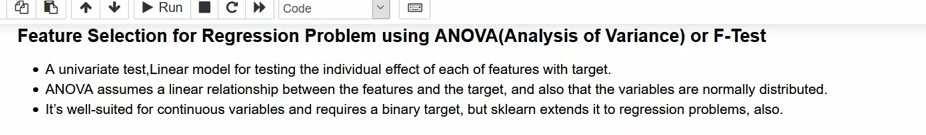 Run
Code
Feature Selection for Regression Problem using ANOVA(Analysis of Variance) or F-Test
• A univariate test,Linear model for testing the individual effect of each of features with target.
• ANOVA assumes a linear relationship between the features and the target, and also that the variables are normally distributed.
• It's well-suited for continuous variables and requires a binary target, but sklearn extends it to regression problems, also.